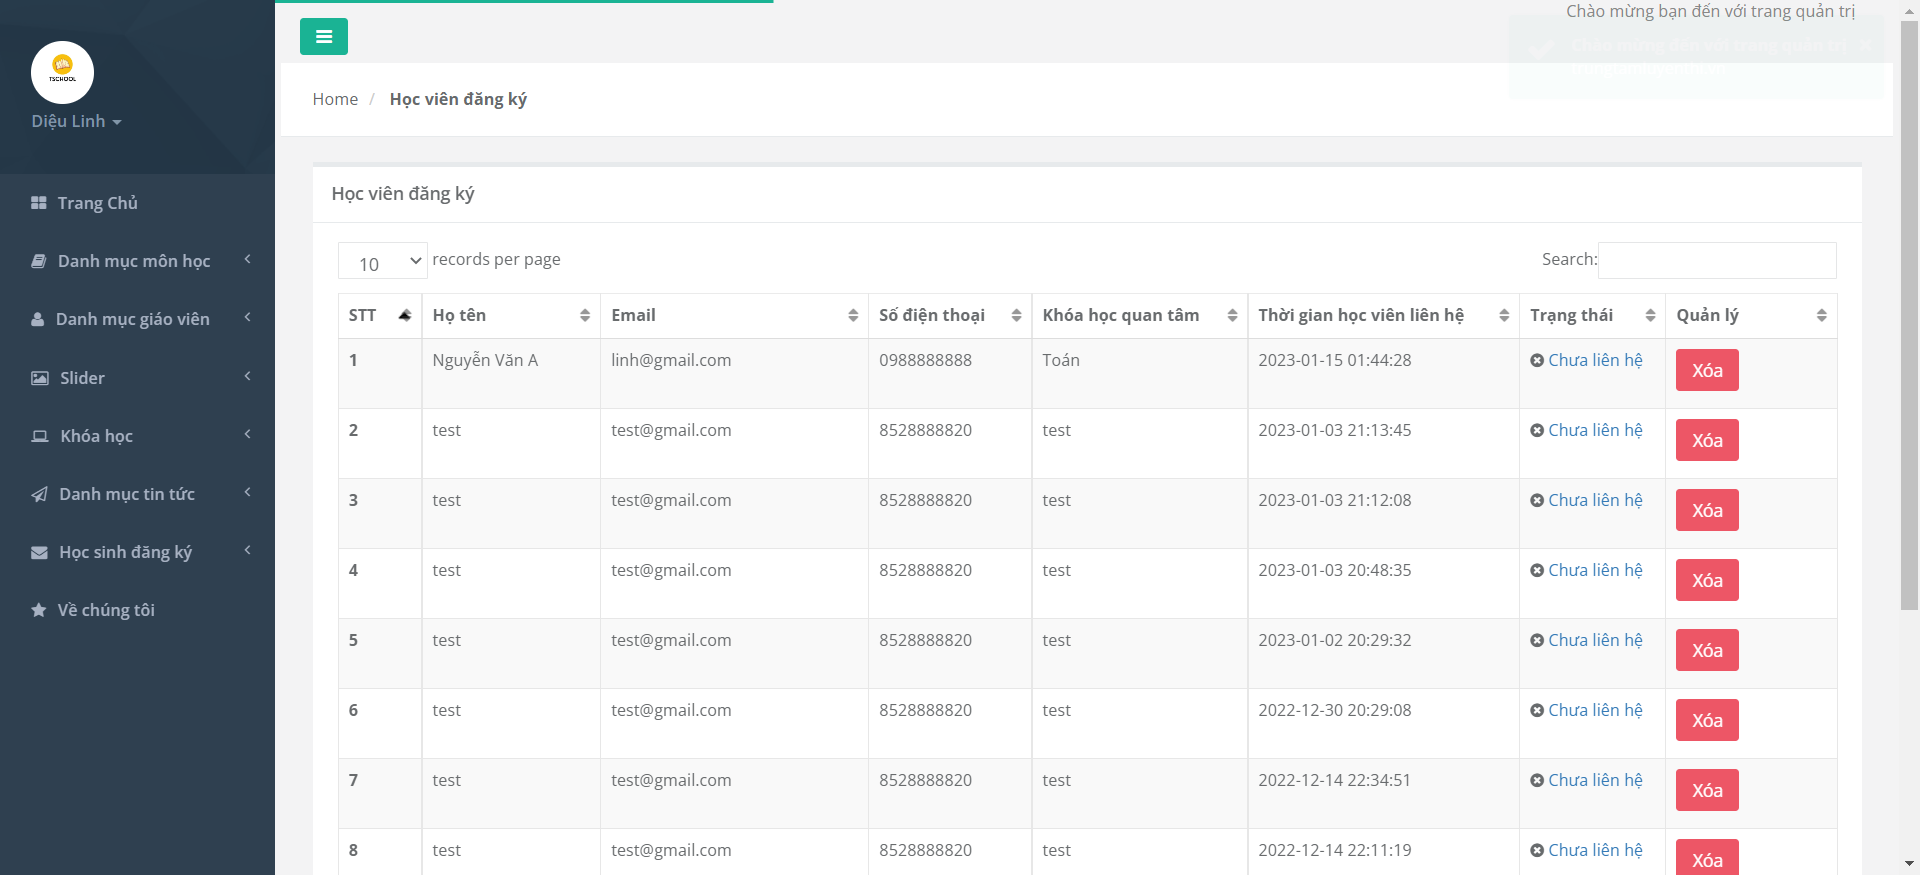 TSCHOOL
Diệu Linh
Trang Chủ
Danh mục môn học
Danh mục giáo viên
Slider
Khóa học
Danh mục tin tức
Học sinh đăng ký
Về chúng tôi
Chào mừng bạn đến với trang quản trị
Home / Học viên đăng ký
Học viên đăng ký
10 records per page Search:
STT Họ tên Email Số điện thoại Khóa học quan tâm Thời gian học viên liên hệ Trạng thái Quản lý
1 Nguyễn Văn A linh@gmail.com 0988888888 Toán 2023-01-15 01:44:28 Chưa liên hệ Xóa
2 test test@gmail.com 8528888820 test 2023-01-03 21:13:45 Chưa liên hệ Xóa
3 test test@gmail.com 8528888820 test 2023-01-03 21:12:08 Chưa liên hệ Xóa
4 test test@gmail.com 8528888820 test 2023-01-03 20:48:35 Chưa liên hệ Xóa
5 test test@gmail.com 8528888820 test 2023-01-02 20:29:32 Chưa liên hệ Xóa
6 test test@gmail.com 8528888820 test 2022-12-30 20:29:08 Chưa liên hệ Xóa
7 test test@gmail.com 8528888820 test 2022-12-14 22:34:51 Chưa liên hệ Xóa
8 test test@gmail.com 8528888820 test 2022-12-14 22:11:19 Chưa liên hệ Xóa